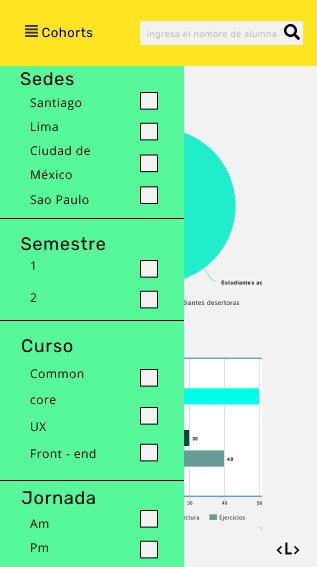 Cohorts
ingresa el nombre de alumna
Sedes
Santiago
Lima
Ciudad de
México
Sao Paulo
Semestre
1
2
Estudiantes ac
diantes desertoras
Curso
Common
core
UX
Front - end
30
40
30
40
50
ectura
Ejercicios
Jornada
Am
Pm
<L>